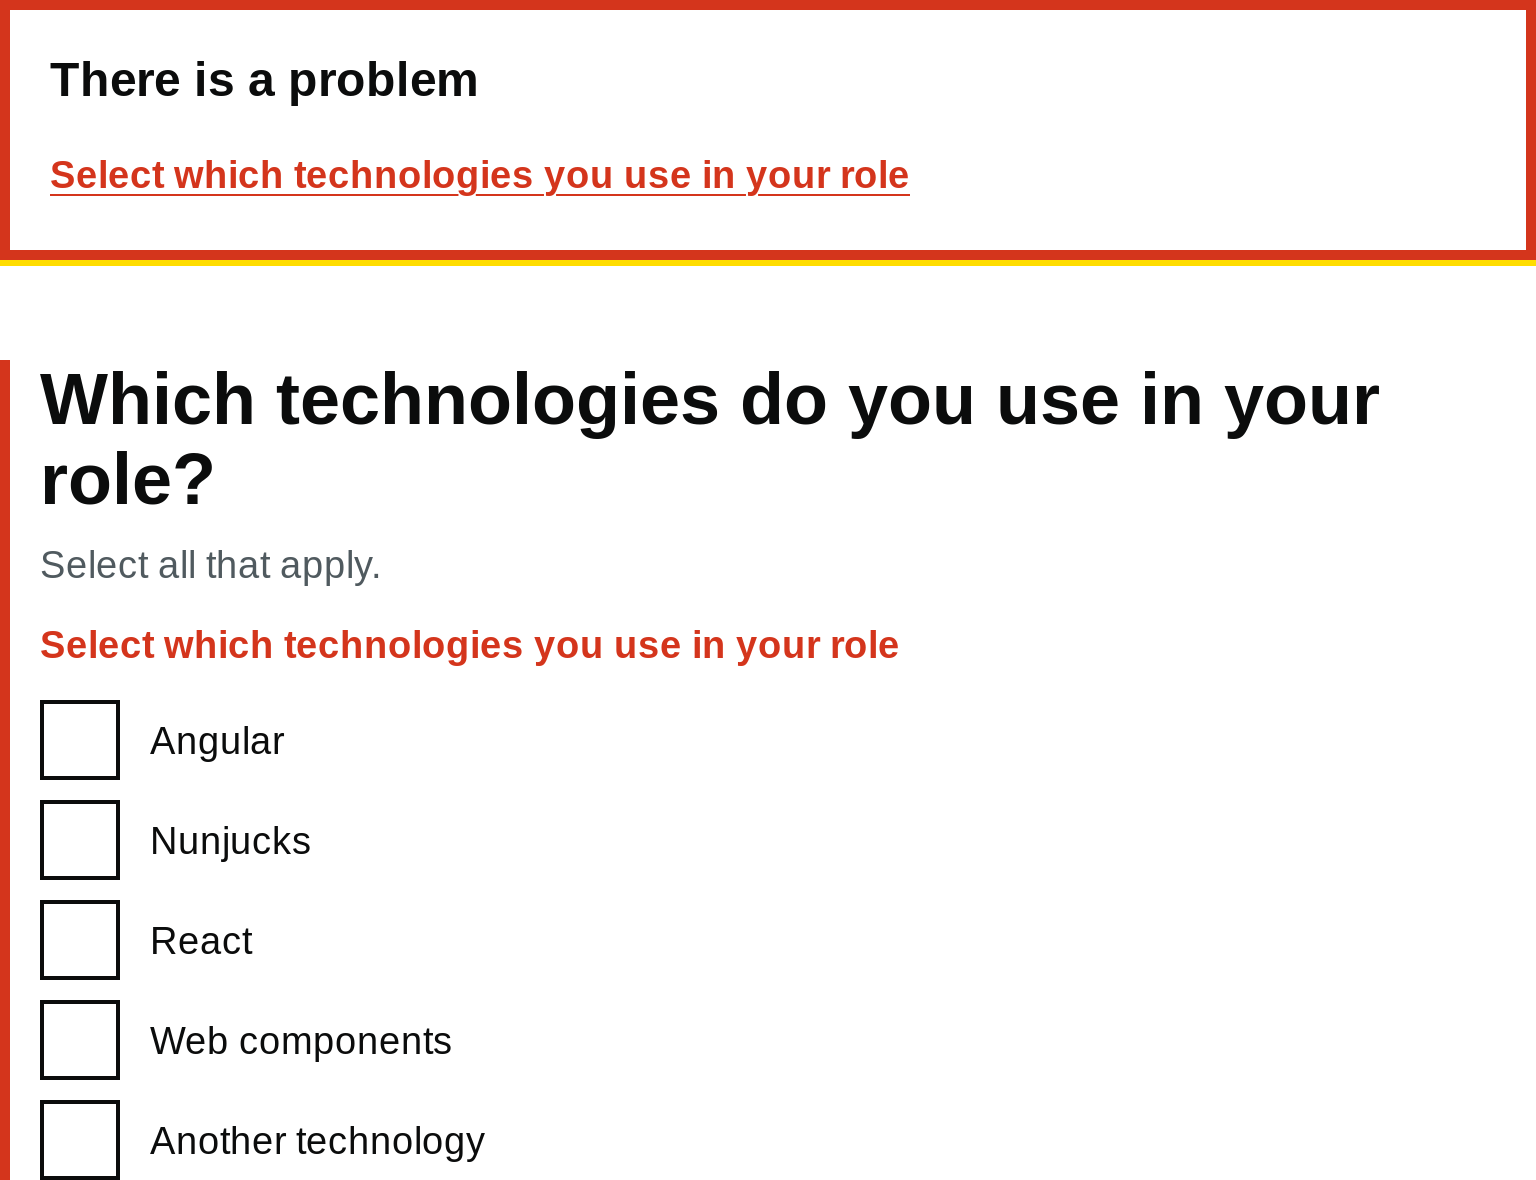 There is a problem
Select which technologies you use in your role
Which technologies do you use in your
role?
Select all that apply.
Select which technologies you use in your role
Angular
Nunjucks
React
Web components
Another technology